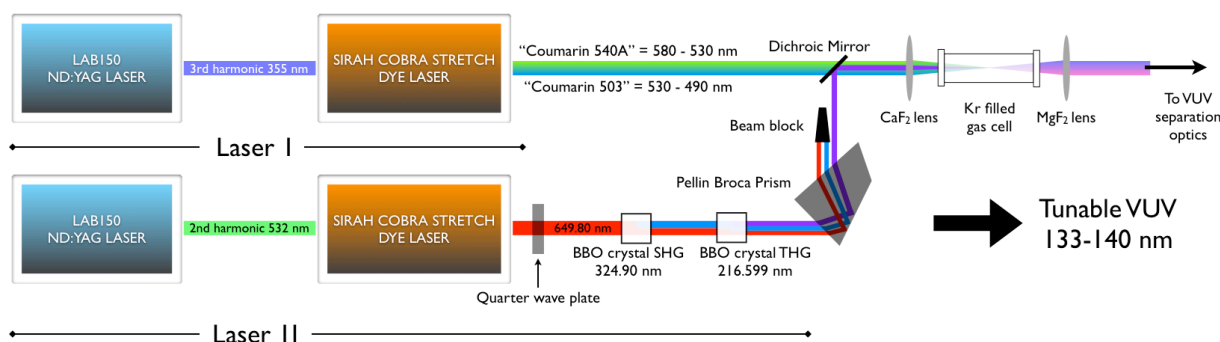 LAB150
ND:YAG LASER
3rd harmonic 355 nm
SIRAH COBRA STRETCH
DYE LASER
“Coumarin 540A” = 580 - 530 nm
“Coumarin 503” = 530 - 490 nm
Dichroic Mirror
CaF2 lens
Kr filled
gas cell
MgF2 lens
To VUV
separation
optics
Beam block
Laser I
Pellin Broca Prism
LAB150
ND:YAG LASER
2nd harmonic 532 nm
SIRAH COBRA STRETCH
DYE LASER
649.80 nm
BBO crystal SHG
324.90 nm
BBO crystal THG
216.599 nm
Quarter wave plate
Tunable VUV
133-140 nm
Laser II